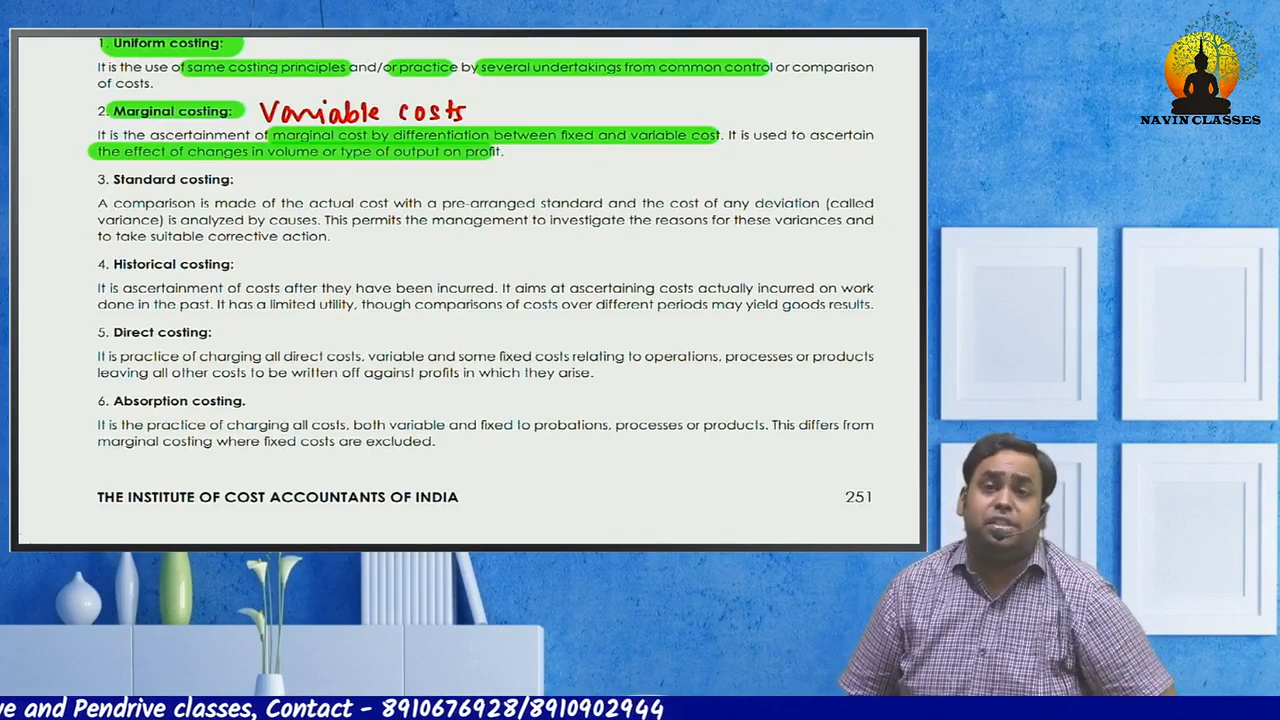 1. Uniform costing:
It is the use of same costing principles and/or practice by several undertakings from common control or comparison
of costs.
2. Marginal costing: Variable costs
It is the ascertainment of marginal cost by differentiation between fixed and variable cost. It is used to ascertain
the effect of changes in volume or type of output on profit.
3. Standard costing:
A comparison is made of the actual cost with a pre-arranged standard and the cost of any deviation (called
variance) is analyzed by causes. This permits the management to investigate the reasons for these variances and
to take suitable corrective action.
4. Historical costing:
It is ascertainment of costs after they have been incurred. It aims at ascertaining costs actually incurred on work
done in the past. It has a limited utility, though comparisons of costs over different periods may yield goods results.
5. Direct costing:
It is practice of charging all direct costs, variable and some fixed costs relating to operations, processes or products
leaving all other costs to be written off against profits in which they arise.
6. Absorption costing.
It is the practice of charging all costs, both variable and fixed to probations, processes or products. This differs from
marginal costing where fixed costs are excluded.
THE INSTITUTE OF COST ACCOUNTANTS OF INDIA 251
NAVIN CLASSES
ve and Pendrive classes, Contact - 8910676928/8910902944